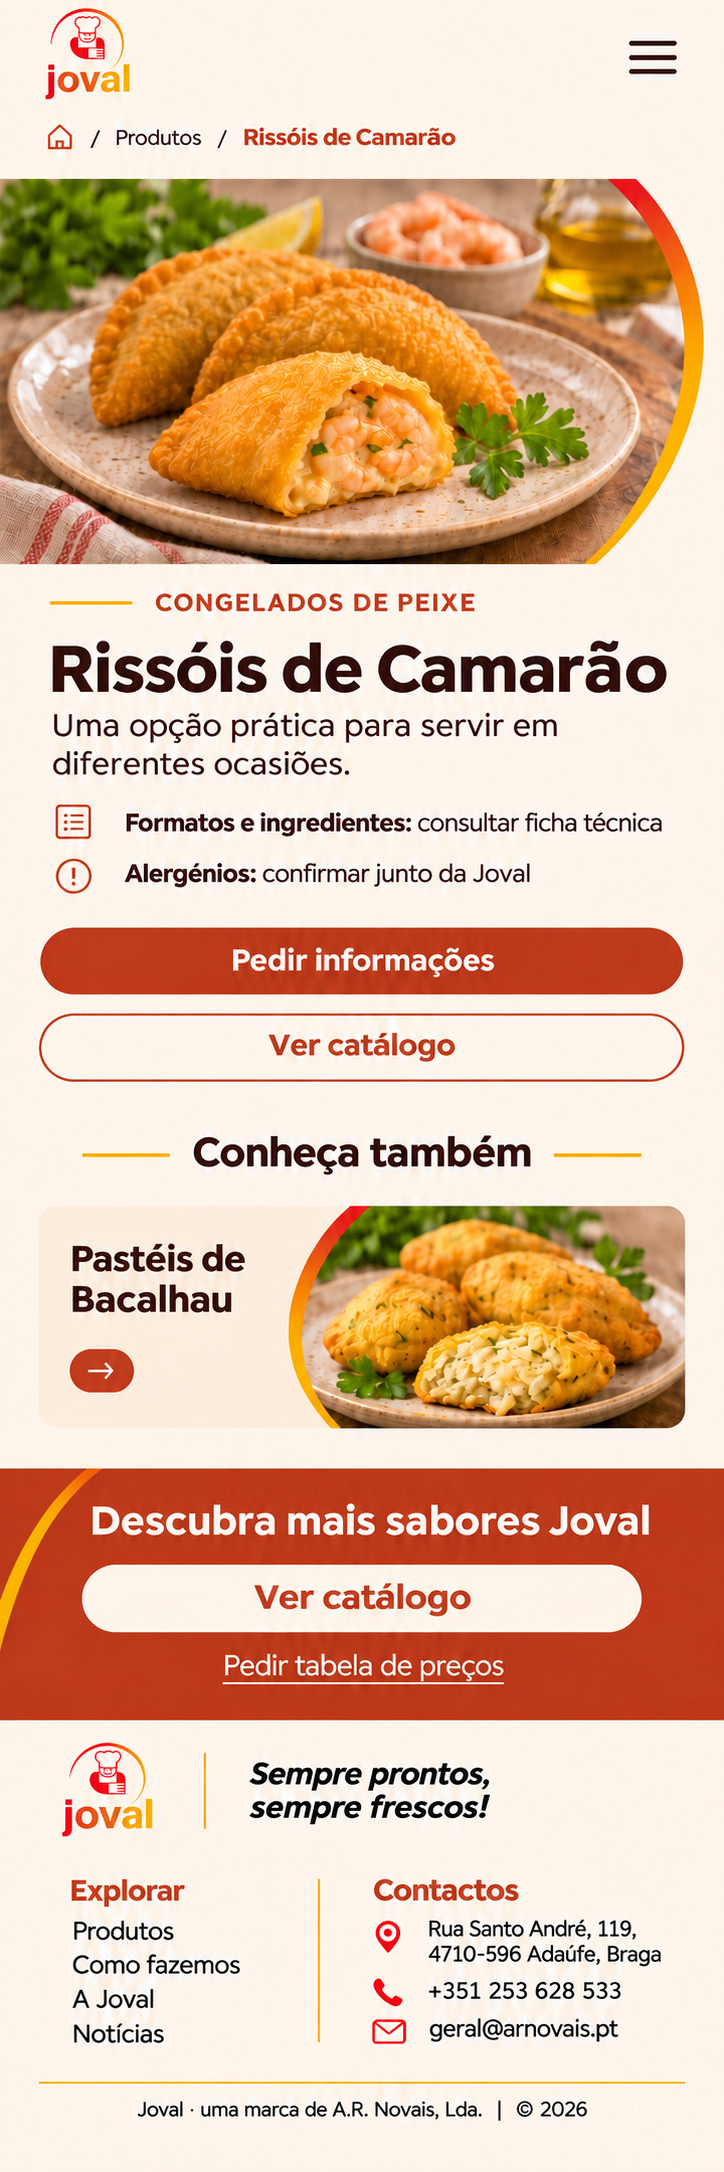 joval
/ Produtos / Rissóis de Camarão
CONGELADOS DE PEIXE
Rissóis de Camarão
Uma opção prática para servir em
diferentes ocasiões.
Formatos e ingredientes: consultar ficha técnica
Alergénios: confirmar junto da Joval
Pedir informações
Ver catálogo
Conheça também
Pastéis de
Bacalhau
Descubra mais sabores Joval
Ver catálogo
Pedir tabela de preços
joval
Sempre prontos,
sempre frescos!
Explorar
Produtos
Como fazemos
A Joval
Notícias
Contactos
Rua Santo André, 119,
4710-596 Adaúfe, Braga
+351 253 628 533
geral@arnovais.pt
Joval · uma marca de A.R. Novais, Lda. | © 2026